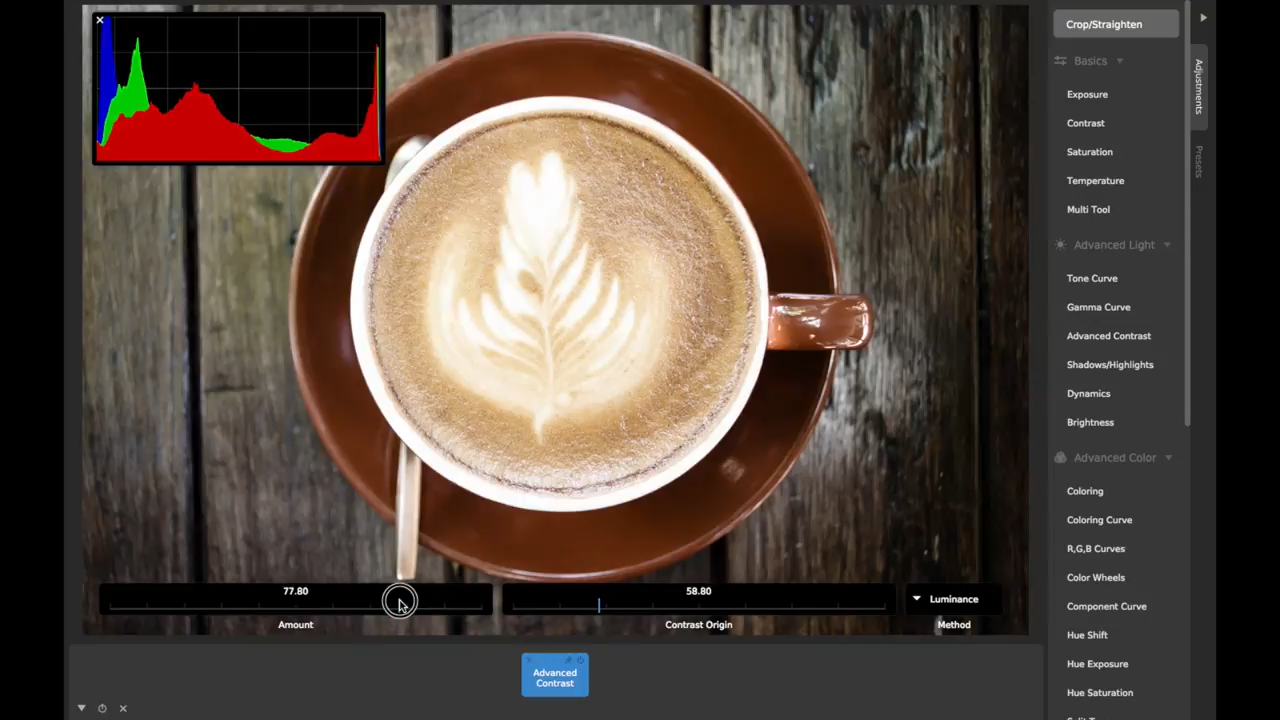 Crop/Straighten
Basics
Exposure
Contrast
Saturation
Temperature
Multi Tool
Advanced Light
Tone Curve
Gamma Curve
Advanced Contrast
Shadows/Highlights
Dynamics
Brightness
Advanced Color
Coloring
Coloring Curve
R,G,B Curves
Color Wheels
Component Curve
Hue Shift
Hue Exposure
Hue Saturation
Adjustments
Presets
77.80
Amount
58.80
Contrast Origin
Luminance
Method
Advanced
Contrast